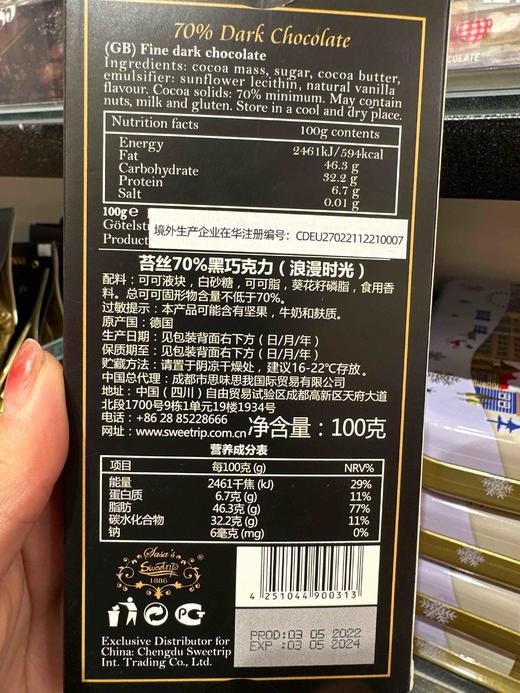 70% Dark Chocolate
(GB) Fine dark chocolate
Ingredients: cocoa mass, sugar, cocoa butter,
emulsifier: sunflower lecithin, natural vanilla
flavour. Cocoa solids: 70% minimum. May contain
nuts, milk and gluten. Store in a cool and dry place.
Nutrition facts 100g contents
Energy 2461kJ/594kcal
Fat 46.3 g
Carbohydrate 32.2 g
Protein 6.7 g
Salt 0.01 g
100g e
Götelst
Product
境外生产企业在华注册编号：CDEU27022112210007
苔丝70%黑巧克力（浪漫时光）
配料：可可液块，白砂糖，可可脂，葵花籽磷脂，食用香
料。总可可固形物含量不低于70%。
过敏提示：本产品可能含有坚果，牛奶和麸质。
原产国：德国
生产日期：见包装背面右下方（日/月/年）
保质期至：见包装背面右下方（日/月/年）
贮藏方法：请置于阴凉干燥处，建议16-22℃存放。
中国总代理：成都市思味思我国际贸易有限公司
地址：中国（四川）自由贸易试验区成都高新区天府大道
北段1700号9栋1单元19楼1934号
电话：+86 28 85228666
网址：www.sweetrip.com.cn
净含量：100克
营养成分表
项目 每100克(g) NRV%
能量 2461千焦(kJ) 29%
蛋白质 6.7克(g) 11%
脂肪 46.3克(g) 77%
碳水化合物 32.2克(g) 11%
钠 6毫克(mg) 0%
Sasa's
Sweetrip
1886
4 251044 900313
PROD:03 05 2022
EXP :03 05 2024
Exclusive Distributor for
China: Chengdu Sweetrip
Int. Trading Co., Ltd.